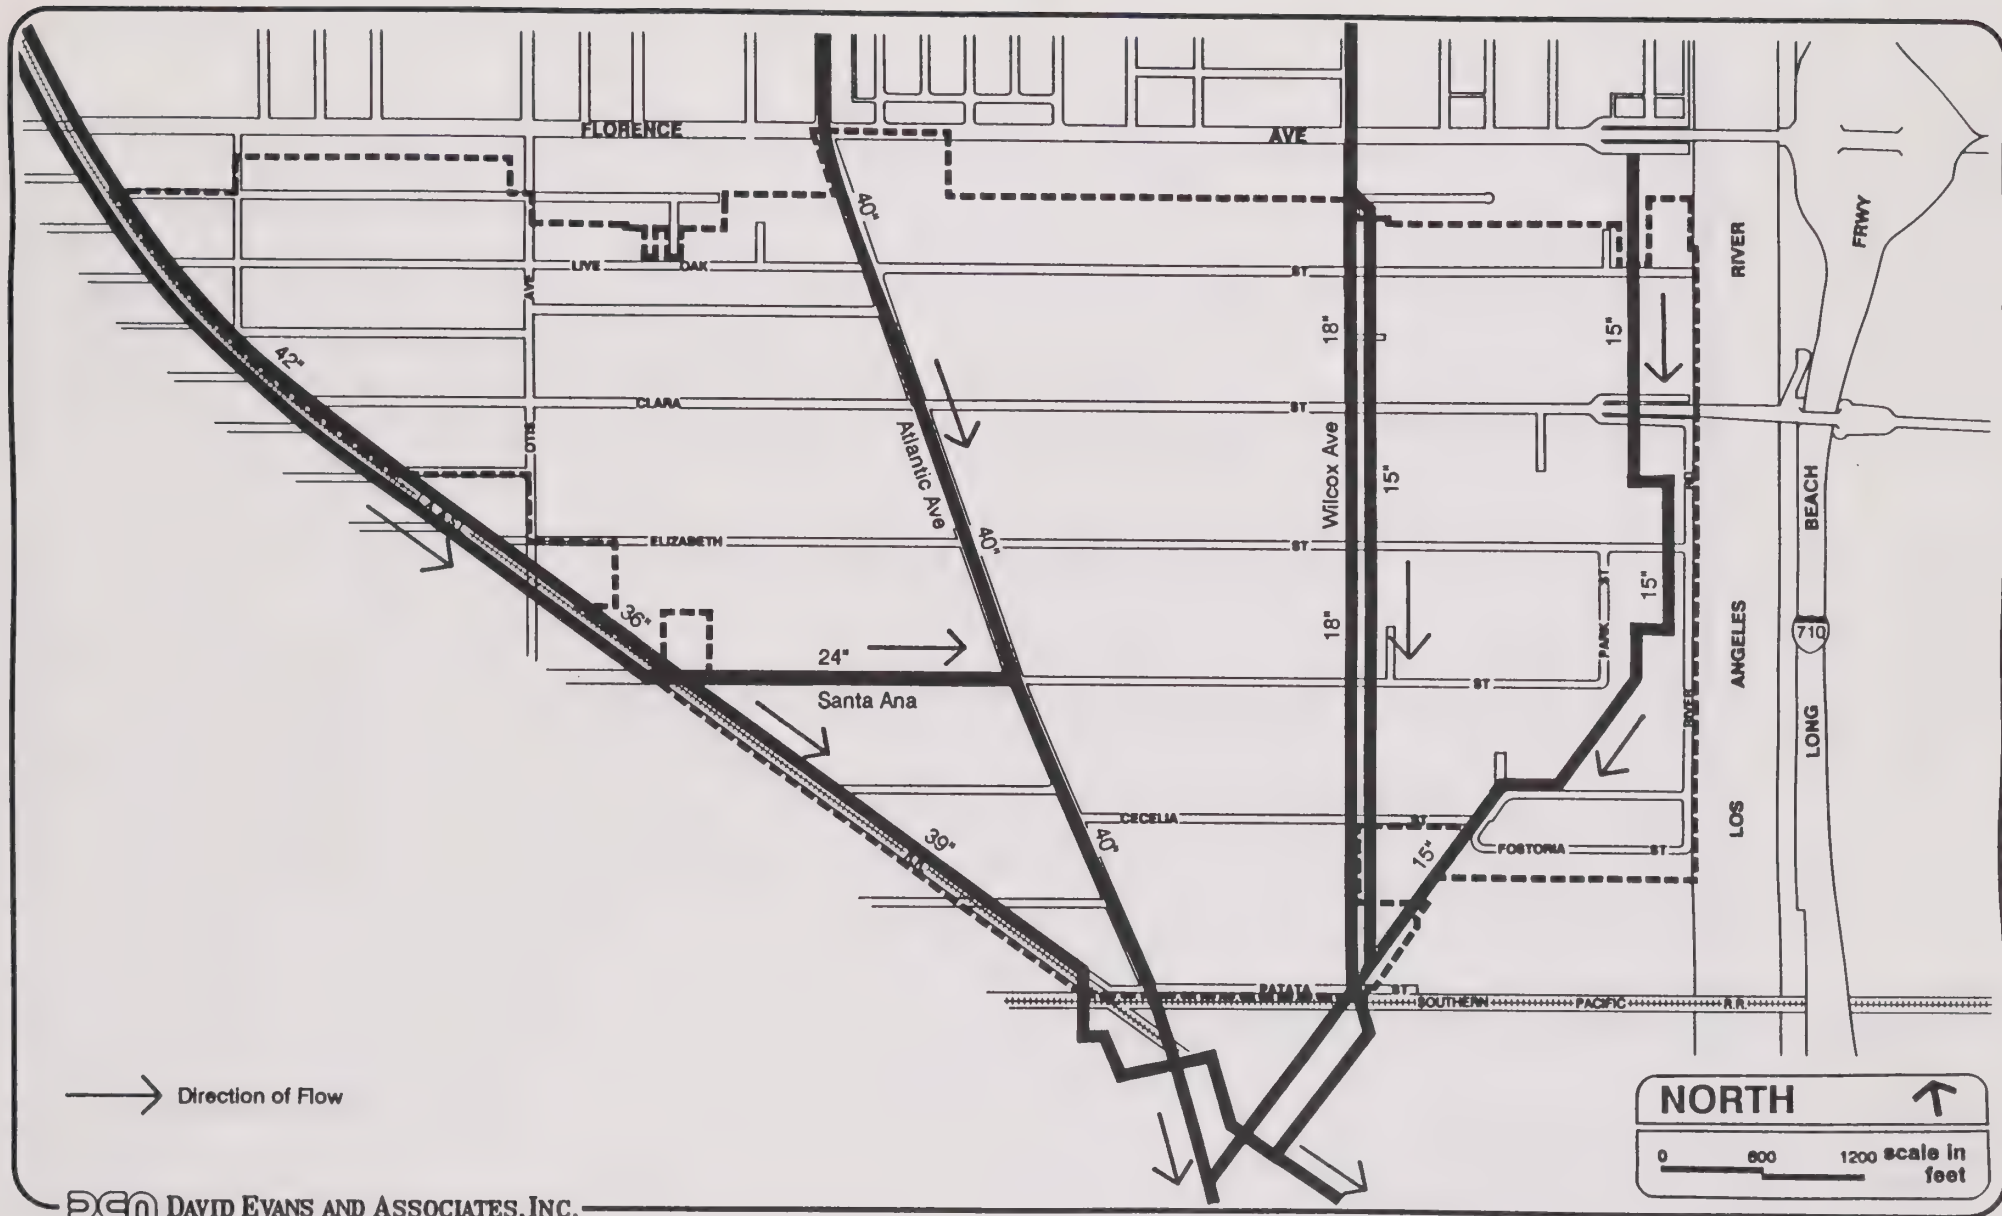 FLORENCE AVE
40"
RIVER
FRWY
LIVE OAK ST
AVE
18"
15"
42"
CLARA ST
OTIS
Atlantic Ave
Wilcox Ave
15"
RD
BEACH
40"
ELIZABETH ST
PARK ST
15"
36"
18"
ANGELES
710
24"
Santa Ana
ST
RIVER
LONG
LOS
39"
40"
CECELIA ST
15"
FOSTORIA ST
PATATA ST
SOUTHERN PACIFIC R.R.
Direction of Flow
NORTH
0 600 1200 scale in
feet
DAVID EVANS AND ASSOCIATES, INC.